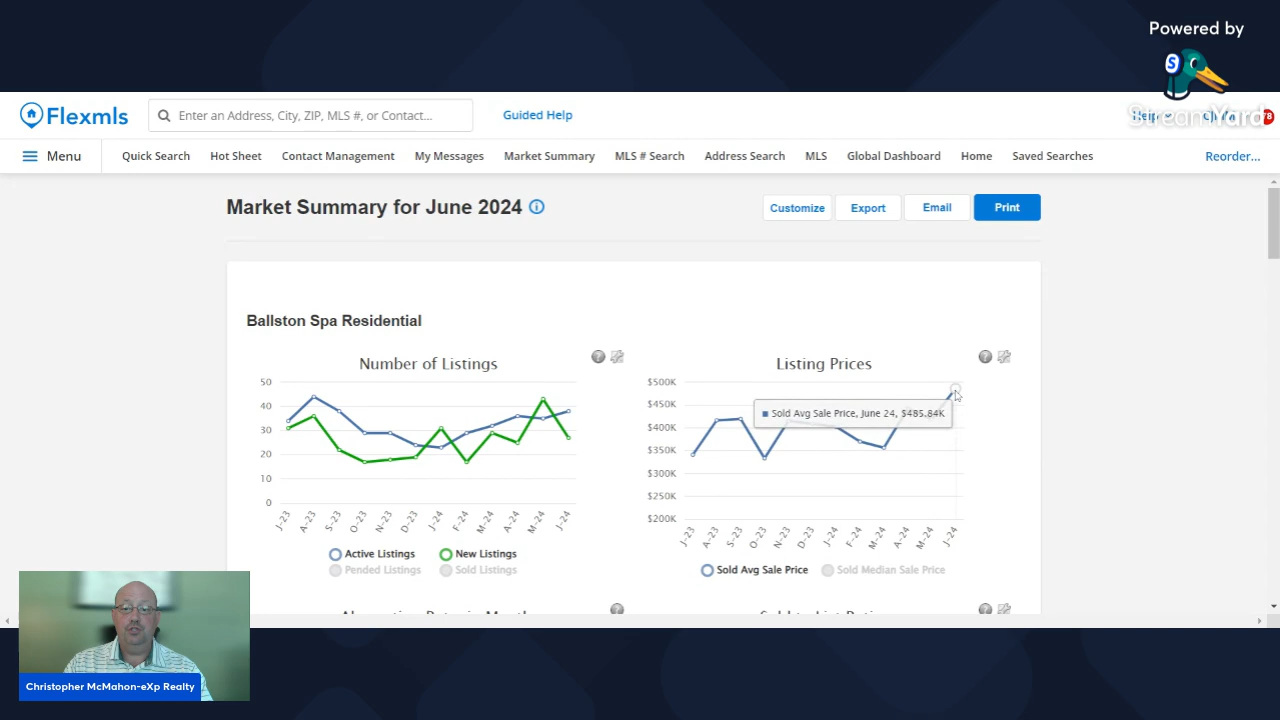 Powered by
StreamYard
Flexmls
Enter an Address, City, ZIP, MLS #, or Contact...
Guided Help
Help
78
Menu
Quick Search
Hot Sheet
Contact Management
My Messages
Market Summary
MLS # Search
Address Search
MLS
Global Dashboard
Home
Saved Searches
Reorder...
Market Summary for June 2024
Customize
Export
Email
Print
Ballston Spa Residential
Number of Listings
50
40
30
20
10
0
J-23
A-23
S-23
O-23
N-23
D-23
J-24
F-24
M-24
A-24
M-24
J-24
Active Listings
New Listings
Pended Listings
Sold Listings
Listing Prices
$500K
$450K
$400K
$350K
$300K
$250K
$200K
Sold Avg Sale Price, June 24, $485.84K
J-23
A-23
S-23
O-23
N-23
D-23
J-24
F-24
M-24
A-24
M-24
J-24
Sold Avg Sale Price
Sold Median Sale Price
Christopher McMahon-eXp Realty